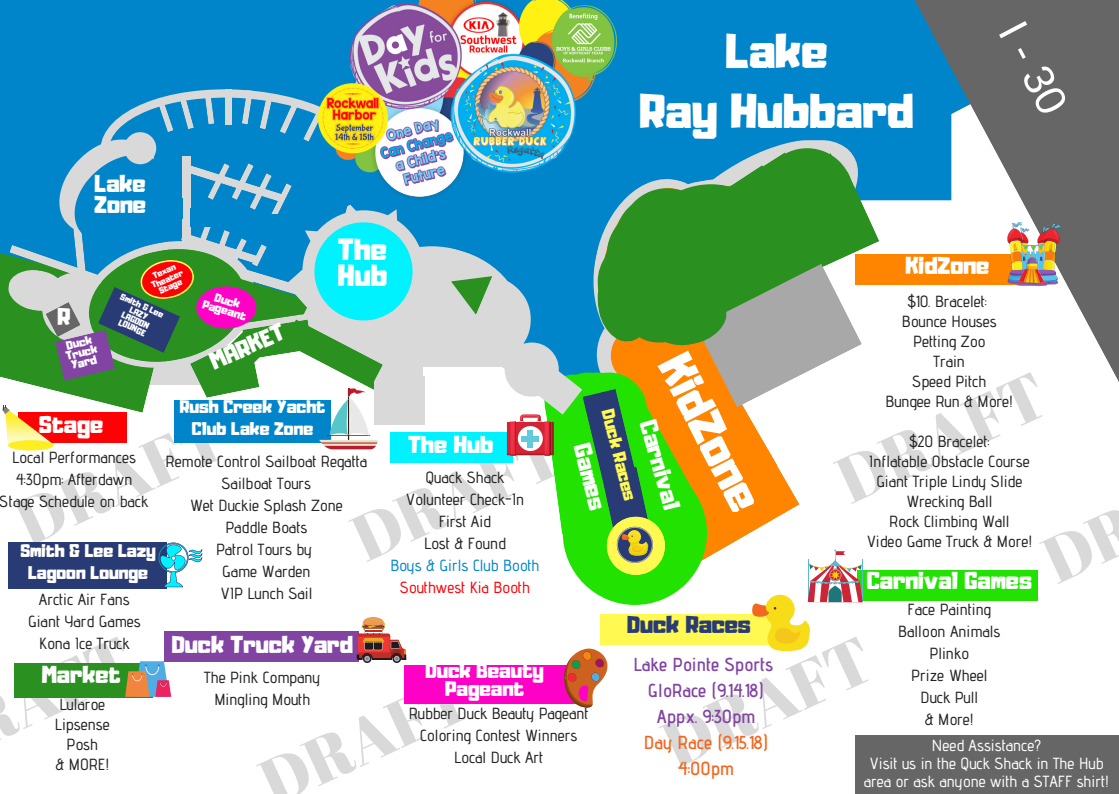 Day for
Kids
KIA
Southwest
Rockwall
Benefiting
BOYS & GIRLS CLUBS
OF NORTHEAST TEXAS
Rockwall Branch
Rockwall
Harbor
September
14th & 15th
One Day
Can Change
a Child's
Future
Rockwall
RUBBER DUCK
Regatta
Lake
Ray Hubbard
I - 30
Lake
Zone
The
Hub
Texan
Theater
Stage
Smith & Lee
LAZY
LAGOON
LOUNGE
Duck
Pageant
R
Duck
Truck
Yard
MARKET
KidZone
Carnival
Games
Duck Races
Stage
Local Performances
4:30pm: Afterdawn
Stage Schedule on back
Smith & Lee Lazy
Lagoon Lounge
Arctic Air Fans
Giant Yard Games
Kona Ice Truck
Market
Lularoe
Lipsense
Posh
& MORE!
Rush Creek Yacht
Club Lake Zone
Remote Control Sailboat Regatta
Sailboat Tours
Wet Duckie Splash Zone
Paddle Boats
Patrol Tours by
Game Warden
VIP Lunch Sail
Duck Truck Yard
The Pink Company
Mingling Mouth
The Hub
Quack Shack
Volunteer Check-In
First Aid
Lost & Found
Boys & Girls Club Booth
Southwest Kia Booth
Duck Beauty
Pageant
Rubber Duck Beauty Pageant
Coloring Contest Winners
Local Duck Art
Duck Races
Lake Pointe Sports
GloRace (9.14.18)
Appx. 9:30pm
Day Race (9.15.18)
4:00pm
KidZone
$10. Bracelet:
Bounce Houses
Petting Zoo
Train
Speed Pitch
Bungee Run & More!
$20 Bracelet:
Inflatable Obstacle Course
Giant Triple Lindy Slide
Wrecking Ball
Rock Climbing Wall
Video Game Truck & More!
Carnival Games
Face Painting
Balloon Animals
Plinko
Prize Wheel
Duck Pull
& More!
Need Assistance?
Visit us in the Quck Shack in The Hub
area or ask anyone with a STAFF shirt!
DRAFT
DRAFT
DRAFT
DRAFT
DRAFT
DRAFT
DRAFT